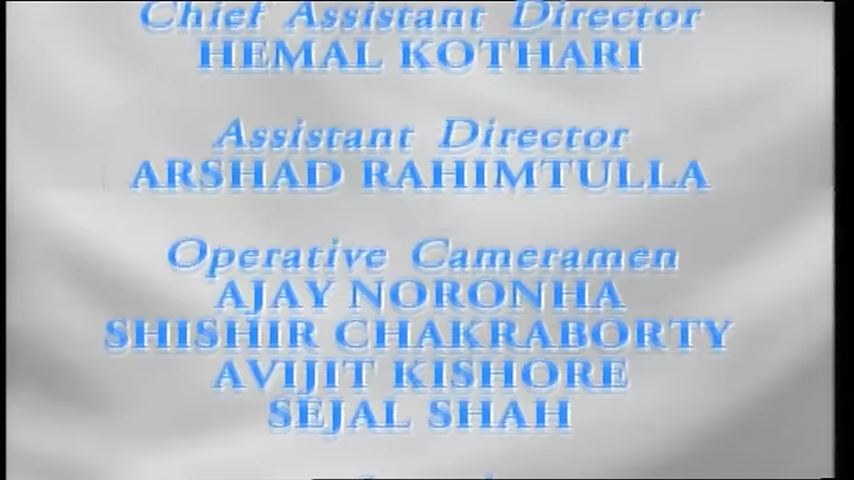 Chief Assistant Director
HEMAL KOTHARI
Assistant Director
ARSHAD RAHIMTULLA
Operative Cameramen
AJAY NORONHA
SHISHIR CHAKRABORTY
AVIJIT KISHORE
SEJAL SHAH